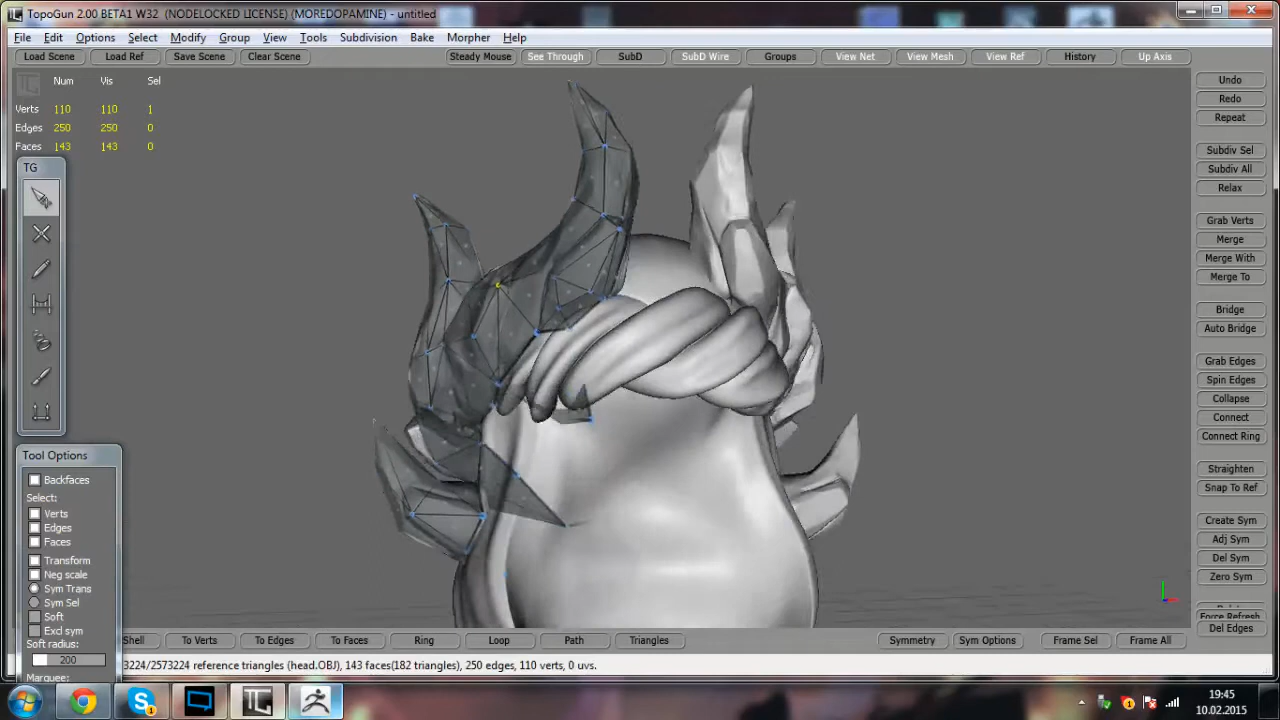 TopoGun 2.00 BETA1 W32 (NODELOCKED LICENSE) (MOREDOPAMINE) - untitled
File Edit Options Select Modify Group View Tools Subdivision Bake Morpher Help
Load Scene Load Ref Save Scene Clear Scene Steady Mouse See Through SubD SubD Wire Groups View Net View Mesh View Ref History Up Axis
Num Vis Sel
Verts 110 110 1
Edges 250 250 0
Faces 143 143 0
TG
Tool Options
Backfaces
Select:
Verts
Edges
Faces
Transform
Neg scale
Sym Trans
Sym Sel
Soft
Excl sym
Soft radius:
200
Marquee:
Undo
Redo
Repeat
Subdiv Sel
Subdiv All
Relax
Grab Verts
Merge
Merge With
Merge To
Bridge
Auto Bridge
Grab Edges
Spin Edges
Collapse
Connect
Connect Ring
Straighten
Snap To Ref
Create Sym
Adj Sym
Del Sym
Zero Sym
Force Refresh
Del Edges
Shell To Verts To Edges To Faces Ring Loop Path Triangles Symmetry Sym Options Frame Sel Frame All
3224/2573224 reference triangles (head.OBJ), 143 faces(182 triangles), 250 edges, 110 verts, 0 uvs.
19:45
10.02.2015